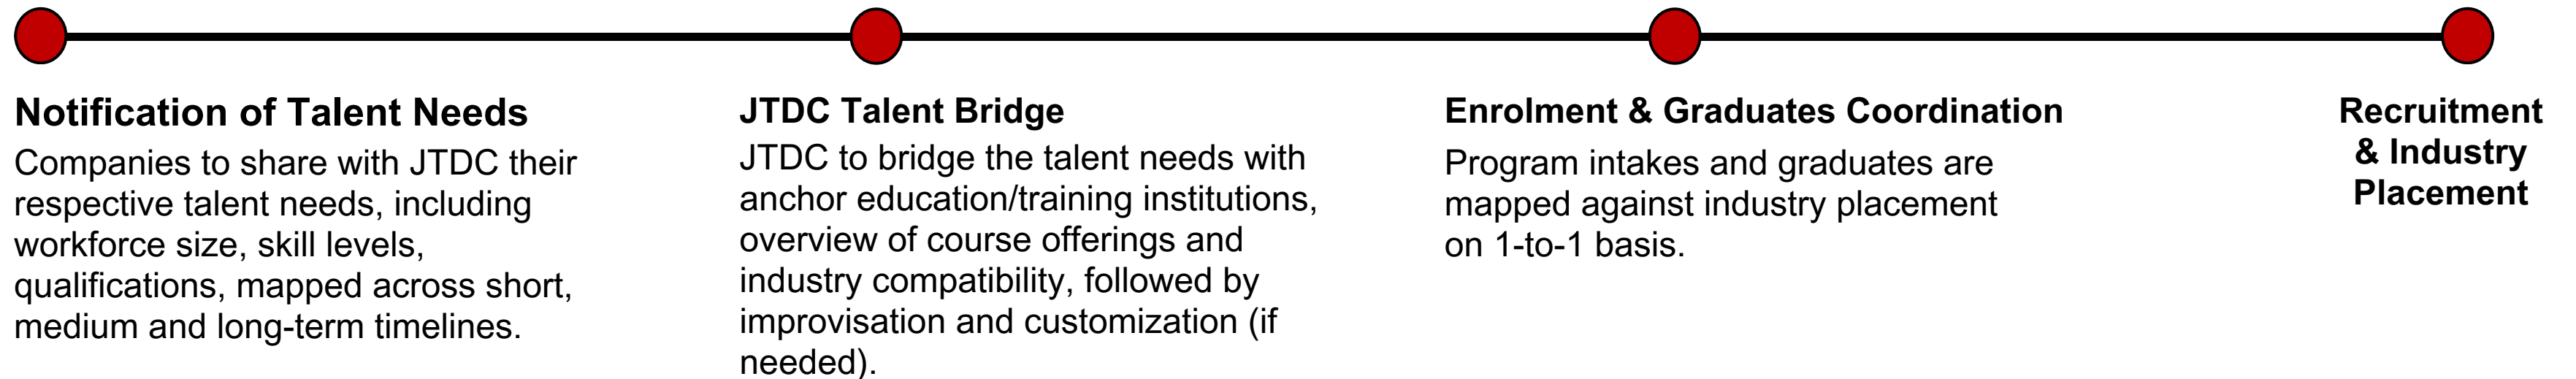 Notification of Talent Needs
Companies to share with JTDC their
respective talent needs, including
workforce size, skill levels,
qualifications, mapped across short,
medium and long-term timelines.
JTDC Talent Bridge
JTDC to bridge the talent needs with
anchor education/training institutions,
overview of course offerings and
industry compatibility, followed by
improvisation and customization (if
needed).
Enrolment & Graduates Coordination
Program intakes and graduates are
mapped against industry placement
on 1-to-1 basis.
Recruitment
& Industry
Placement